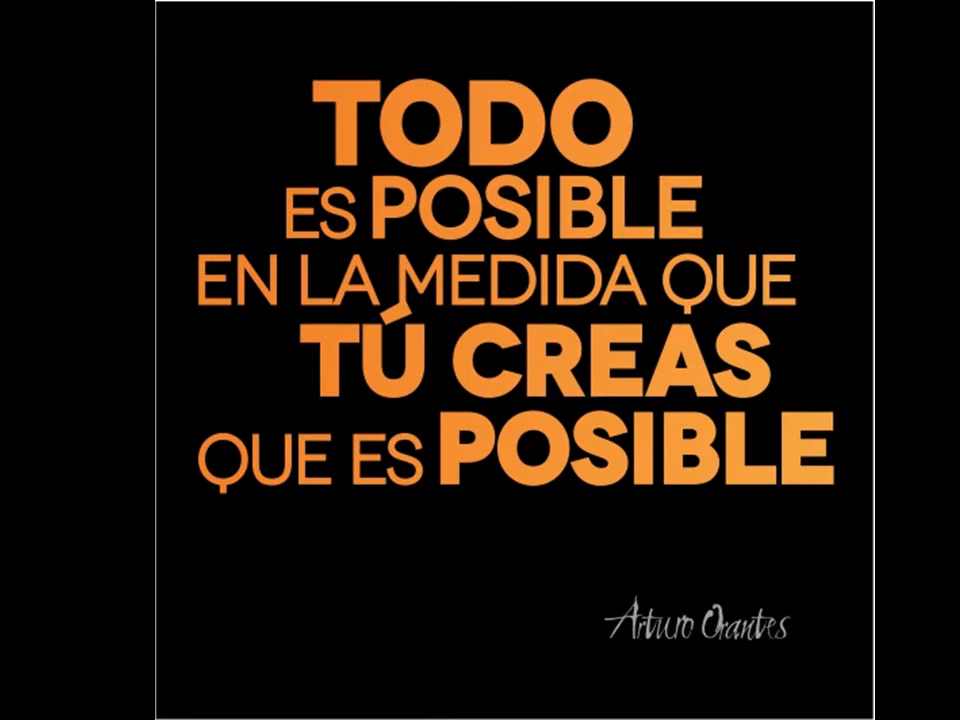 TODO
ES POSIBLE
EN LA MEDIDA QUE
TÚ CREAS
QUE ES POSIBLE
Arturo Orantes